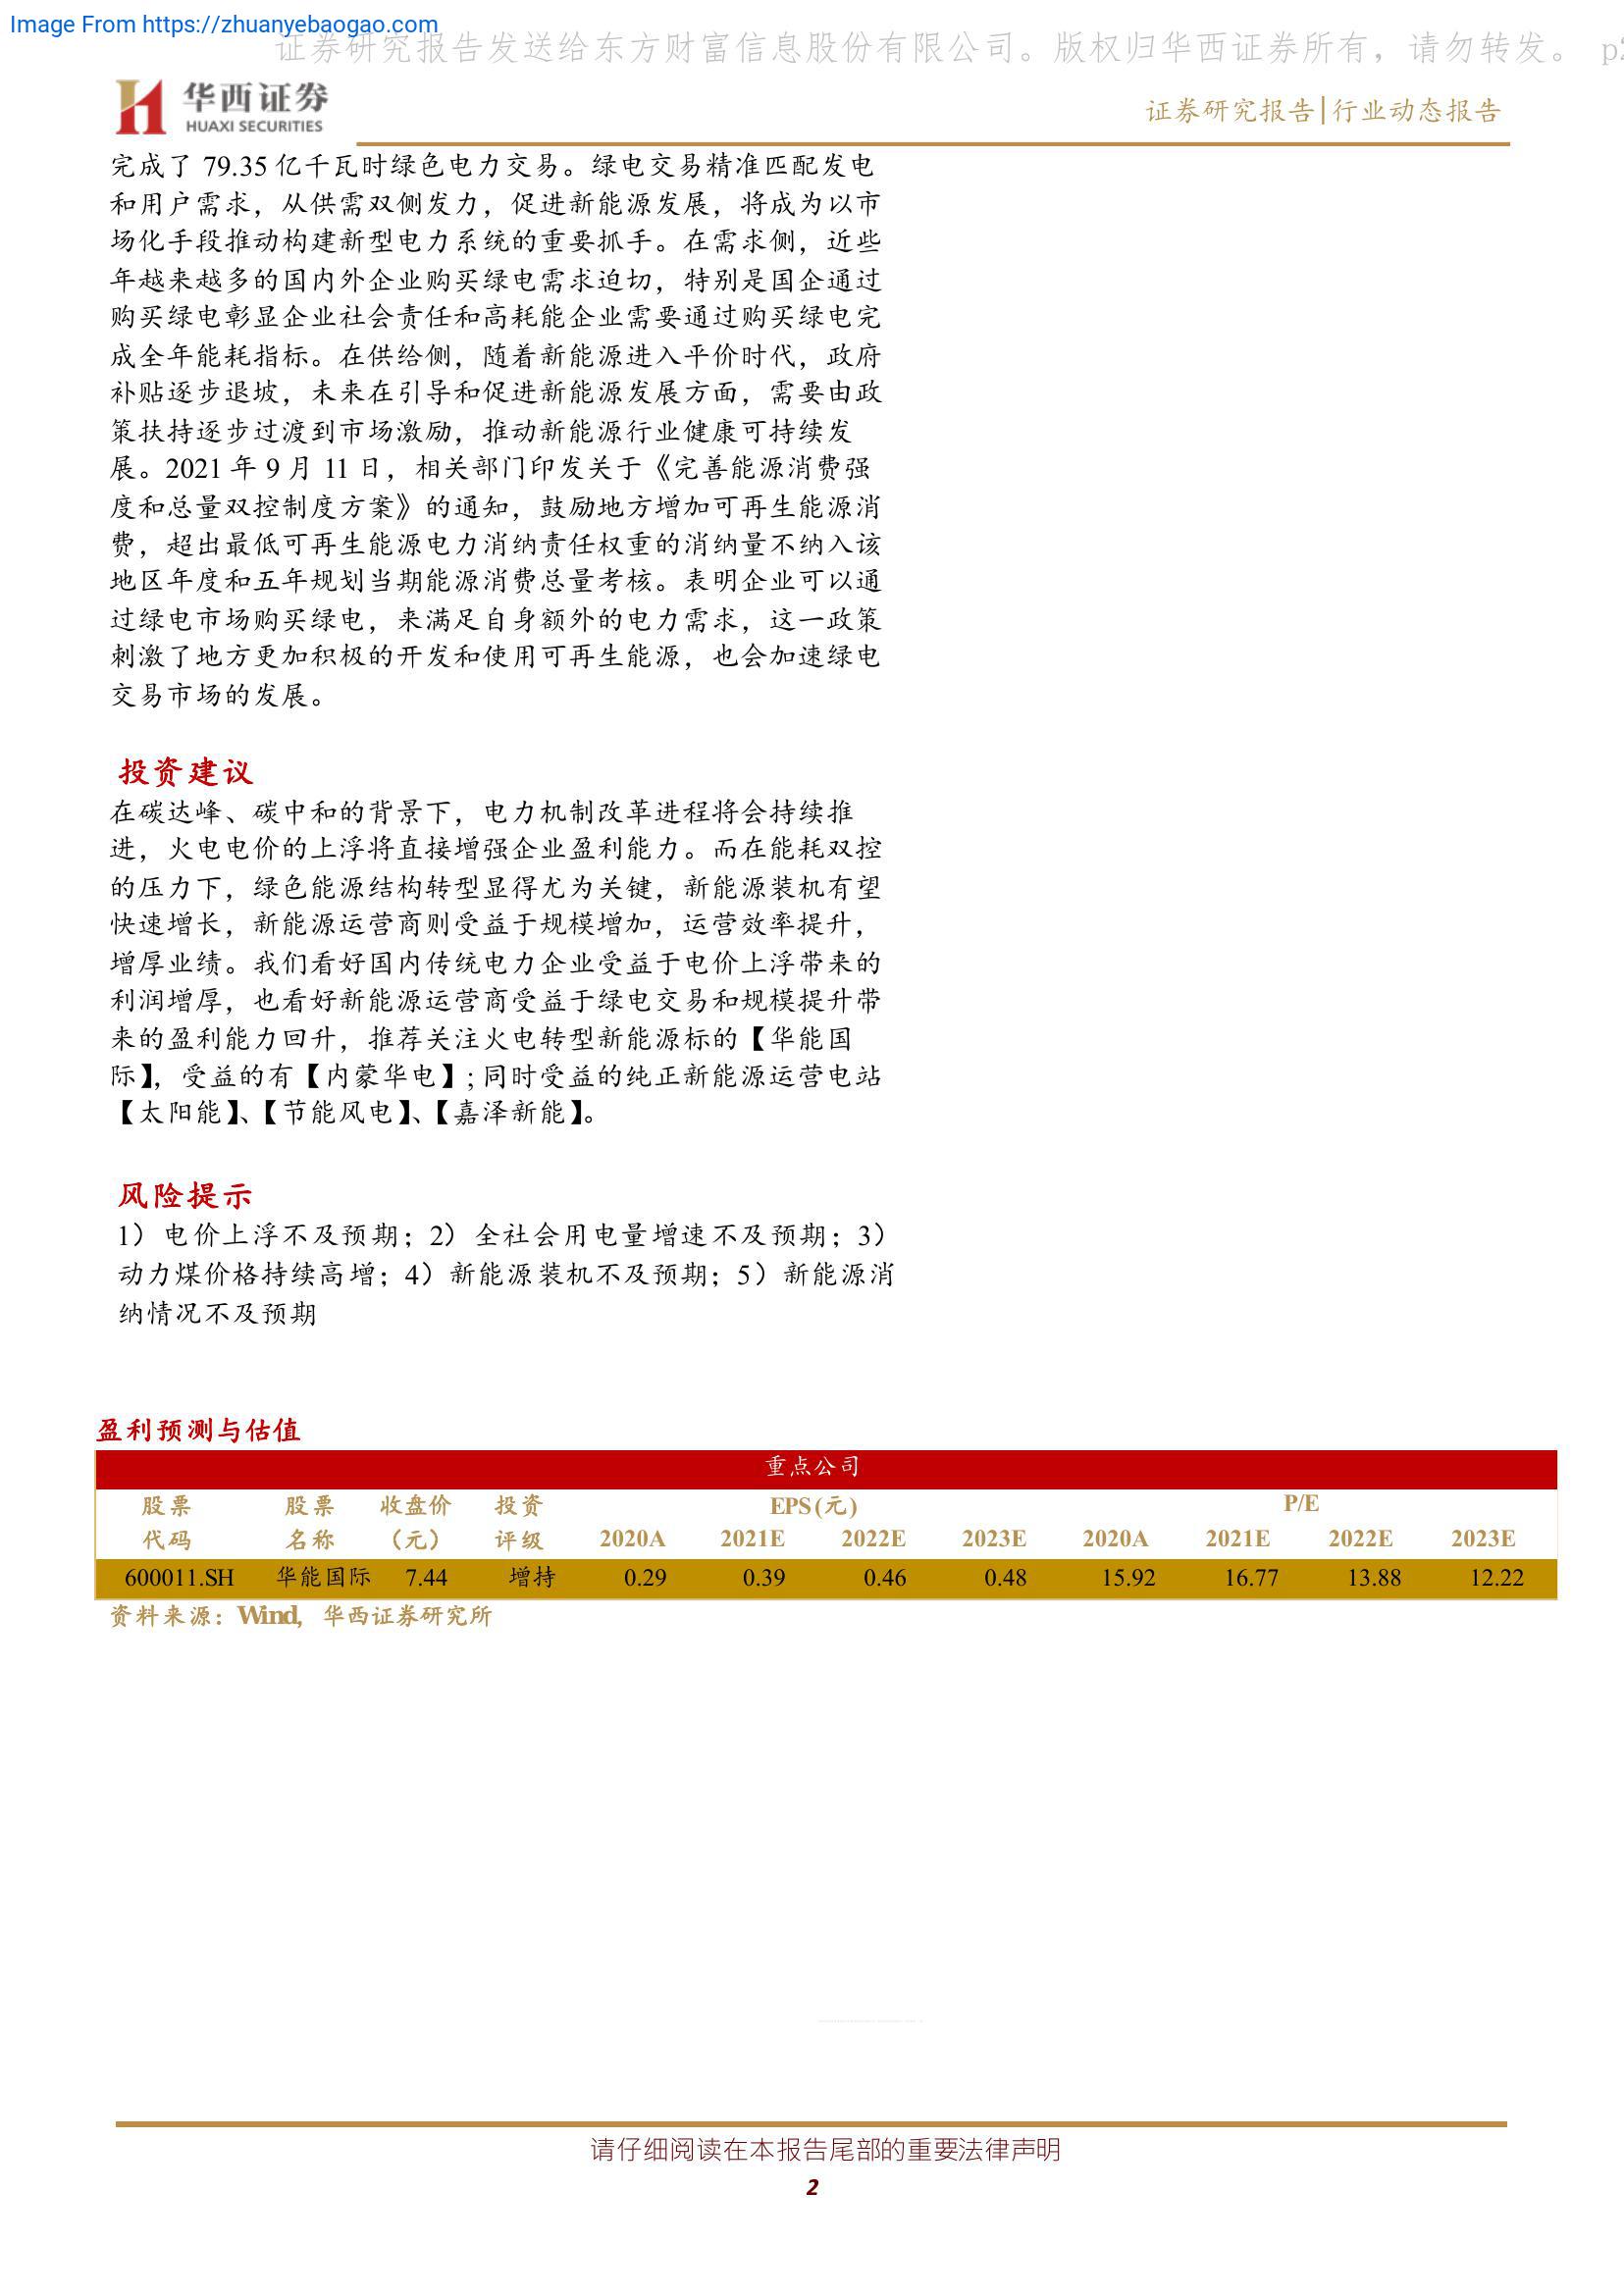 Image From https://zhuanyebaogao.com
证券研究报告发送给东方财富信息股份有限公司。版权归华西证券所有，请勿转发。 p2
华西证券
HUAXI SECURITIES
证券研究报告|行业动态报告
完成了 79.35 亿千瓦时绿色电力交易。绿电交易精准匹配发电
和用户需求，从供需双侧发力，促进新能源发展，将成为以市
场化手段推动构建新型电力系统的重要抓手。在需求侧，近些
年越来越多的国内外企业购买绿电需求迫切，特别是国企通过
购买绿电彰显企业社会责任和高耗能企业需要通过购买绿电完
成全年能耗指标。在供给侧，随着新能源进入平价时代，政府
补贴逐步退坡，未来在引导和促进新能源发展方面，需要由政
策扶持逐步过渡到市场激励，推动新能源行业健康可持续发
展。2021 年 9 月 11 日，相关部门印发关于《完善能源消费强
度和总量双控制度方案》的通知，鼓励地方增加可再生能源消
费，超出最低可再生能源电力消纳责任权重的消纳量不纳入该
地区年度和五年规划当期能源消费总量考核。表明企业可以通
过绿电市场购买绿电，来满足自身额外的电力需求，这一政策
刺激了地方更加积极的开发和使用可再生能源，也会加速绿电
交易市场的发展。
投资建议
在碳达峰、碳中和的背景下，电力机制改革进程将会持续推
进，火电电价的上浮将直接增强企业盈利能力。而在能耗双控
的压力下，绿色能源结构转型显得尤为关键，新能源装机有望
快速增长，新能源运营商则受益于规模增加，运营效率提升，
增厚业绩。我们看好国内传统电力企业受益于电价上浮带来的
利润增厚，也看好新能源运营商受益于绿电交易和规模提升带
来的盈利能力回升，推荐关注火电转型新能源标的【华能国
际】，受益的有【内蒙华电】; 同时受益的纯正新能源运营电站
【太阳能】、【节能风电】、【嘉泽新能】。
风险提示
1）电价上浮不及预期；2）全社会用电量增速不及预期；3）
动力煤价格持续高增；4）新能源装机不及预期；5）新能源消
纳情况不及预期
盈利预测与估值
重点公司
股票 股票 收盘价 投资 EPS(元) P/E
代码 名称 （元） 评级 2020A 2021E 2022E 2023E 2020A 2021E 2022E 2023E
600011.SH 华能国际 7.44 增持 0.29 0.39 0.46 0.48 15.92 16.77 13.88 12.22
资料来源：Wind，华西证券研究所
请仔细阅读在本报告尾部的重要法律声明
2